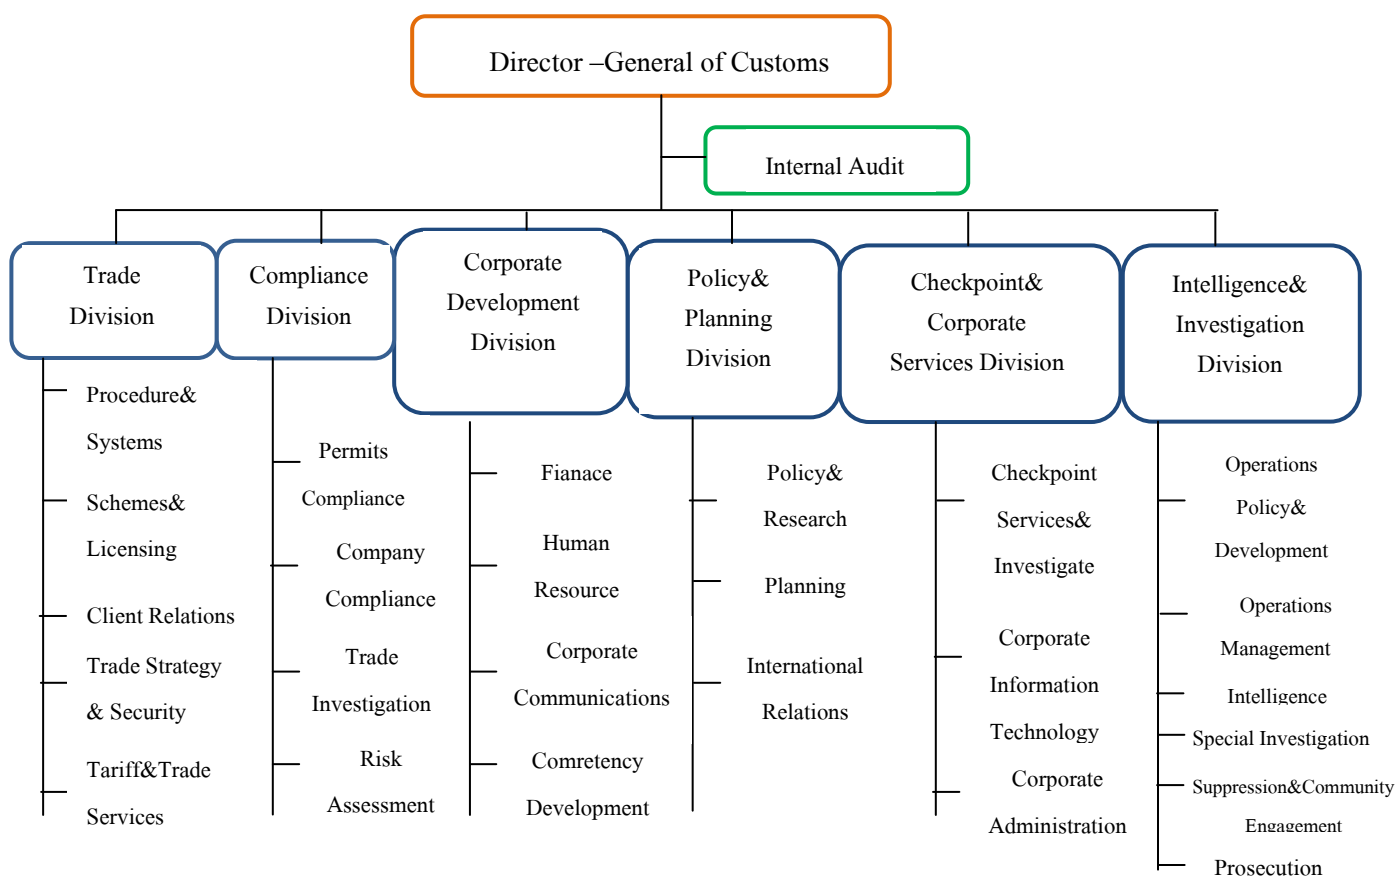 Director –General of Customs
Internal Audit
Trade
Division
Compliance
Division
Corporate
Development
Division
Policy&
Planning
Division
Checkpoint&
Corporate
Services Division
Intelligence&
Investigation
Division
Procedure&
Systems
Schemes&
Licensing
Client Relations
Trade Strategy
& Security
Tariff&Trade
Services
Permits
Compliance
Company
Compliance
Trade
Investigation
Risk
Assessment
Fianace
Human
Resource
Corporate
Communications
Comretency
Development
Policy&
Research
Planning
International
Relations
Checkpoint
Services&
Investigate
Corporate
Information
Technology
Corporate
Administration
Operations
Policy&
Development
Operations
Management
Intelligence
Special Investigation
Suppression&Community
Engagement
Prosecution